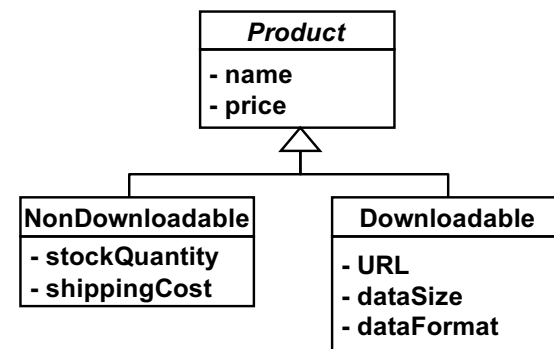 Product
- name
- price
NonDownloadable
- stockQuantity
- shippingCost
Downloadable
- URL
- dataSize
- dataFormat